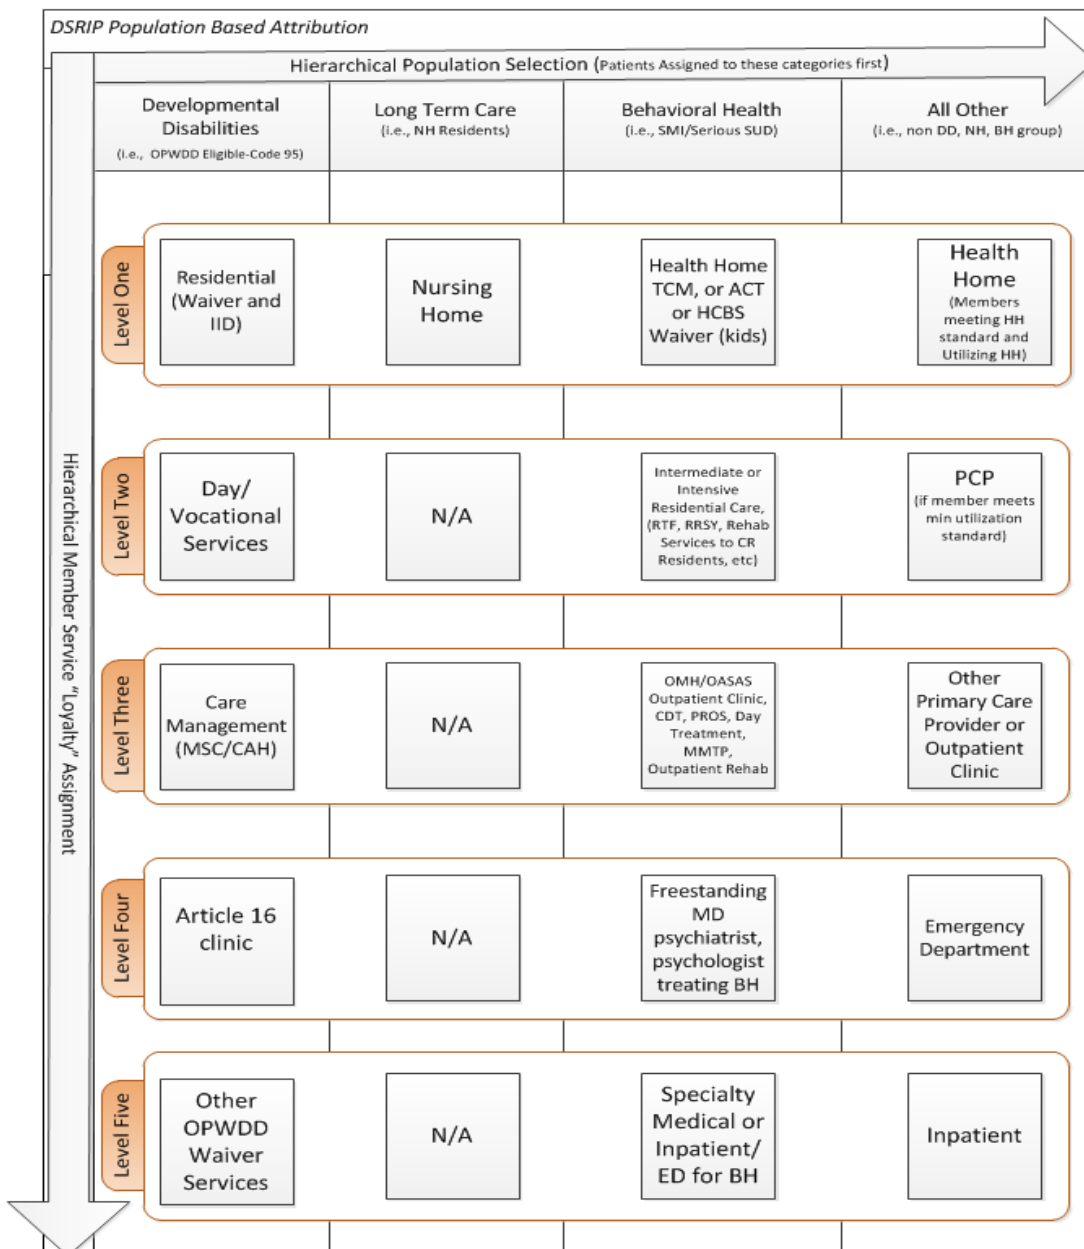 DSRIP Population Based Attribution
Hierarchical Population Selection (Patients Assigned to these categories first)
Developmental
Disabilities
(i.e., OPWDD Eligible-Code 95)
Long Term Care
(i.e., NH Residents)
Behavioral Health
(i.e., SMI/Serious SUD)
All Other
(i.e., non DD, NH, BH group)
Hierarchical Member Service “Loyalty” Assignment
Level One
Residential
(Waiver and
IID)
Nursing
Home
Health Home
TCM, or ACT
or HCBS
Waiver (kids)
Health
Home
(Members
meeting HH
standard and
Utilizing HH)
Level Two
Day/
Vocational
Services
N/A
Intermediate or
Intensive
Residential Care,
(RTF, RRSY, Rehab
Services to CR
Residents, etc)
PCP
(if member meets
min utilization
standard)
Level Three
Care
Management
(MSC/CAH)
N/A
OMH/OASAS
Outpatient Clinic,
CDT, PROS, Day
Treatment,
MMTP,
Outpatient Rehab
Other
Primary Care
Provider or
Outpatient
Clinic
Level Four
Article 16
clinic
N/A
Freestanding
MD
psychiatrist,
psychologist
treating BH
Emergency
Department
Level Five
Other
OPWDD
Waiver
Services
N/A
Specialty
Medical or
Inpatient/
ED for BH
Inpatient